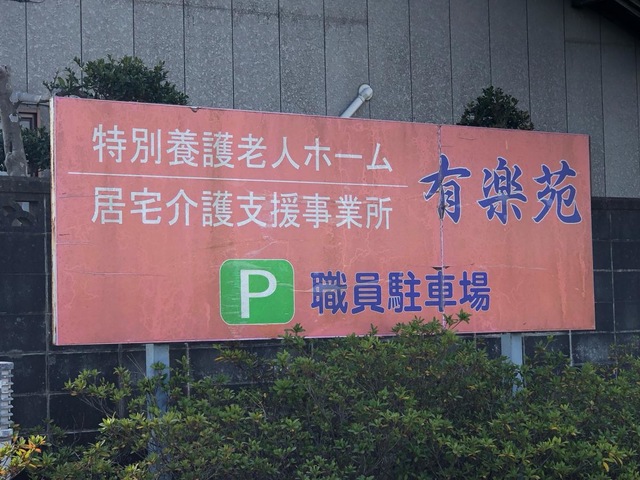 特別養護老人ホーム
居宅介護支援事業所
有楽苑
P 職員駐車場